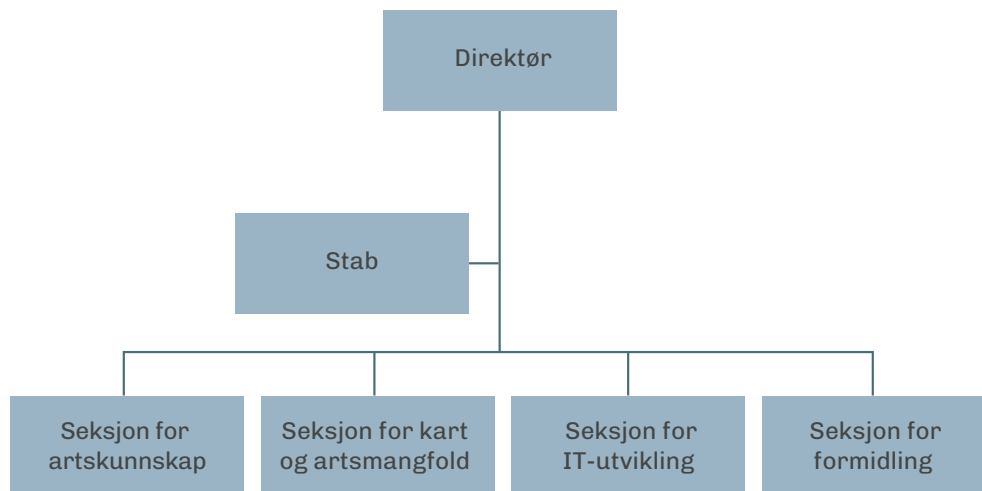 Direktør
Stab
Seksjon for
artskunnskap
Seksjon for kart
og artsmangfold
Seksjon for
IT-utvikling
Seksjon for
formidling